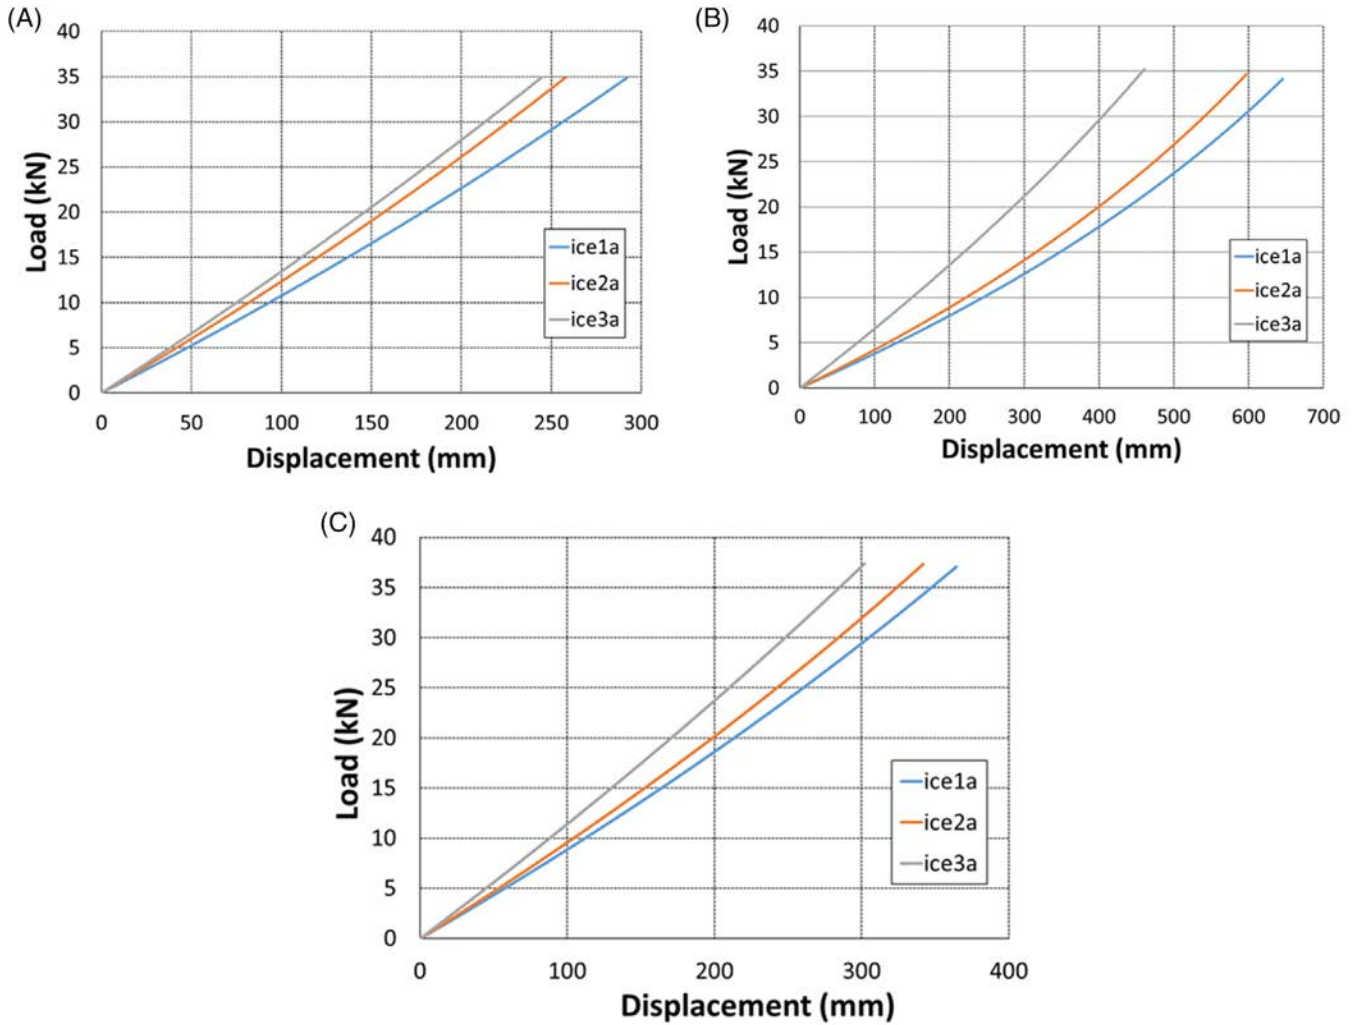 (A)
40
35
30
25
20
15
10
5
0
Load (kN)
0 50 100 150 200 250 300
Displacement (mm)
ice1a
ice2a
ice3a
(B)
40
35
30
25
20
15
10
5
0
Load (kN)
0 100 200 300 400 500 600 700
Displacement (mm)
ice1a
ice2a
ice3a
(C)
40
35
30
25
20
15
10
5
0
Load (kN)
0 100 200 300 400
Displacement (mm)
ice1a
ice2a
ice3a